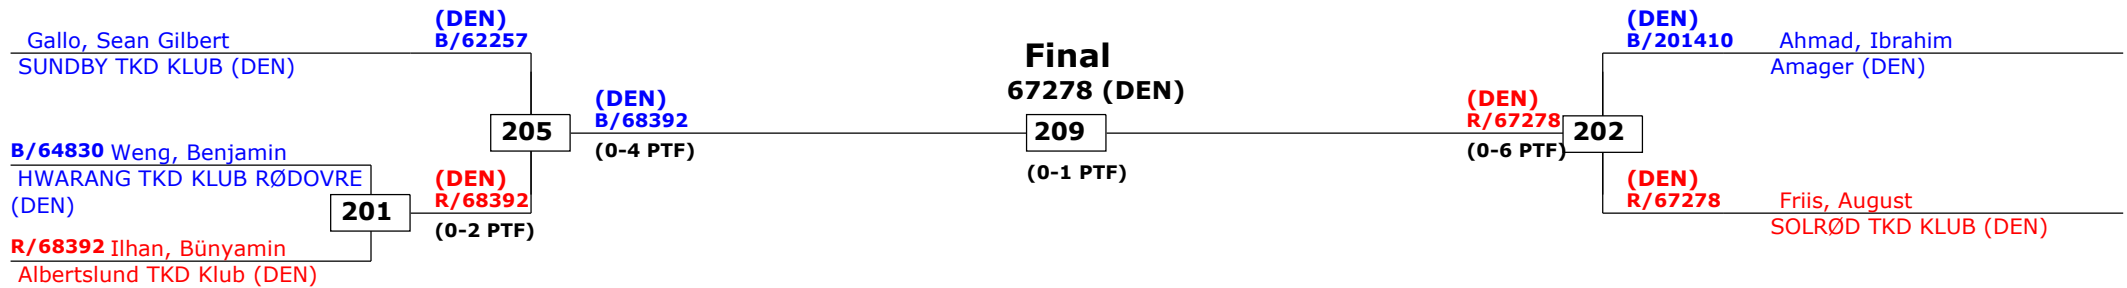 (DEN)
B/62257
Gallo, Sean Gilbert
SUNDBY TKD KLUB (DEN)
205
(DEN)
B/68392
(0-4 PTF)
B/64830 Weng, Benjamin
HWARANG TKD KLUB RØDOVRE
(DEN)
201
(DEN)
R/68392
(0-2 PTF)
R/68392 Ilhan, Bünyamin
Albertslund TKD Klub (DEN)
Final
67278 (DEN)
209
(0-1 PTF)
(DEN)
R/67278
(0-6 PTF)
202
(DEN)
B/201410
Ahmad, Ibrahim
Amager (DEN)
(DEN)
R/67278
Friis, August
SOLRØD TKD KLUB (DEN)